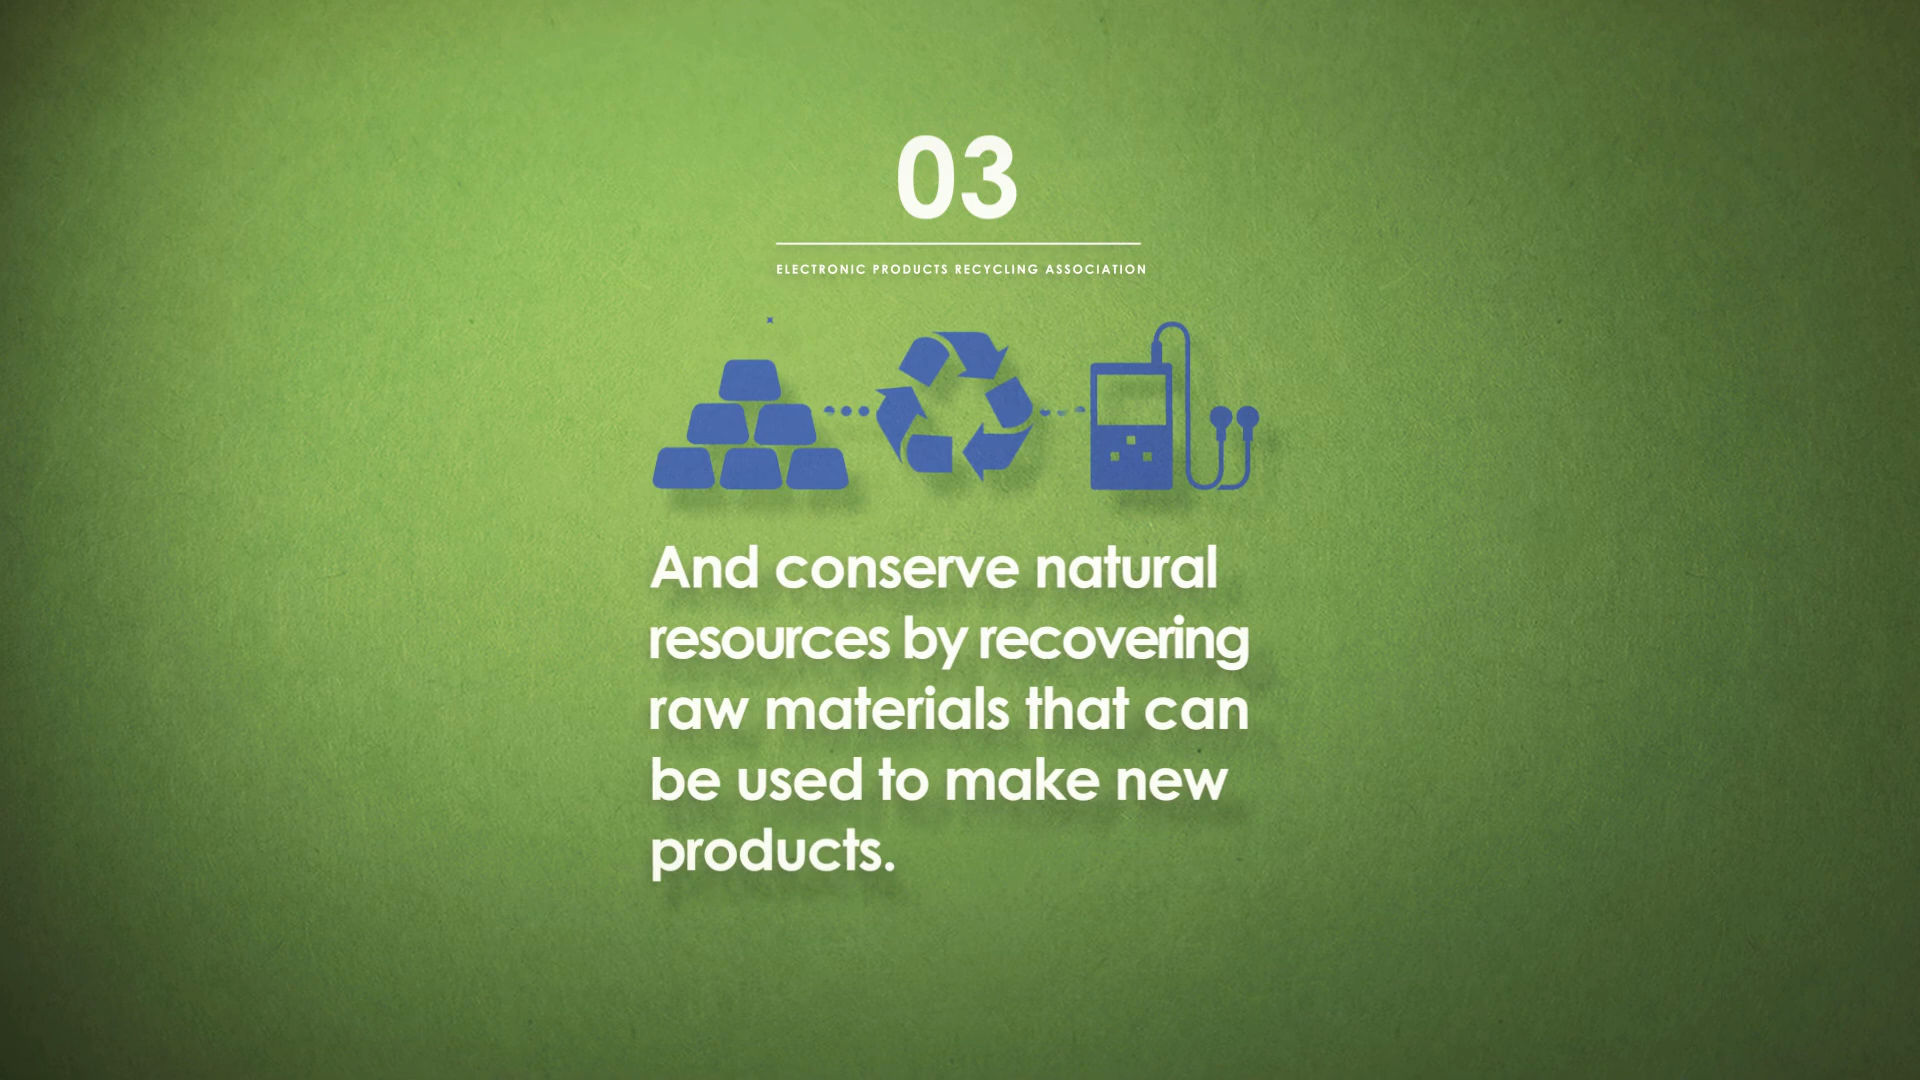 03
ELECTRONIC PRODUCTS RECYCLING ASSOCIATION
And conserve natural
resources by recovering
raw materials that can
be used to make new
products.